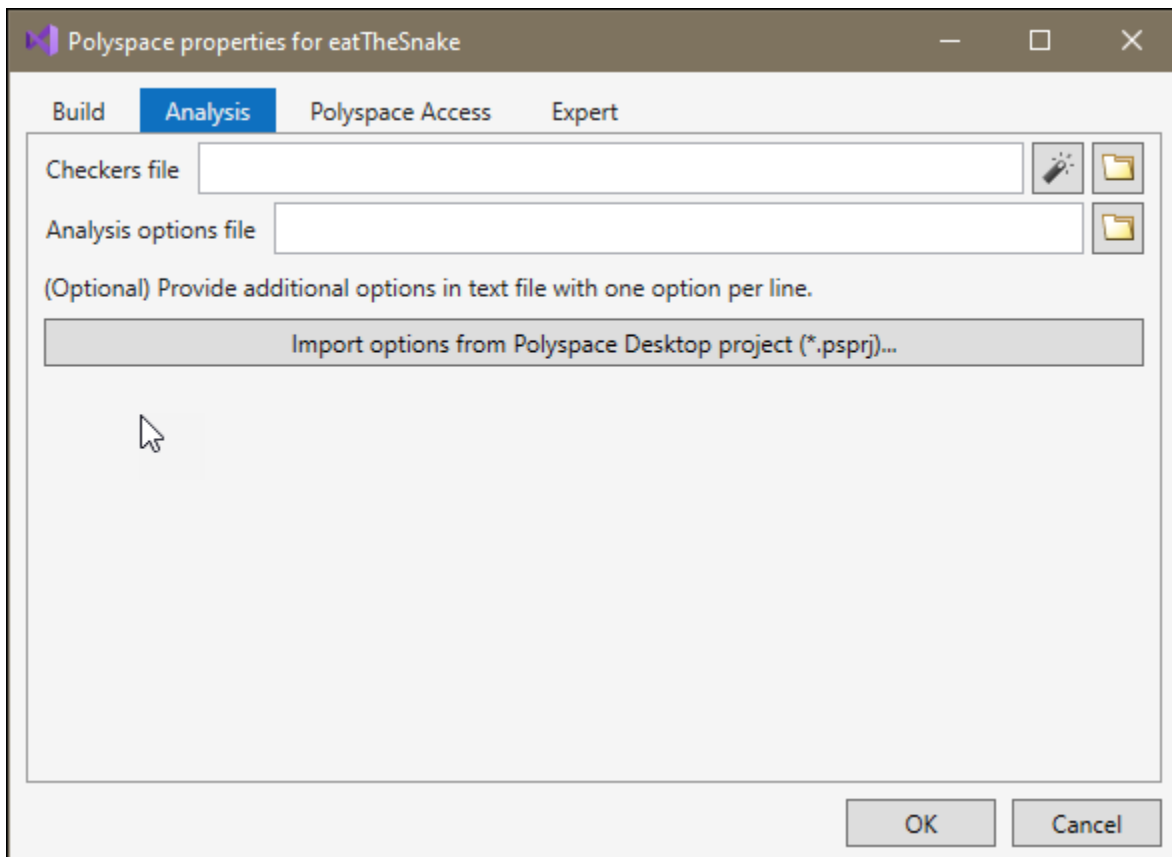 Polyspace properties for eatTheSnake
Build Analysis Polyspace Access Expert
Checkers file
Analysis options file
(Optional) Provide additional options in text file with one option per line.
Import options from Polyspace Desktop project (*.psprj)...
OK Cancel